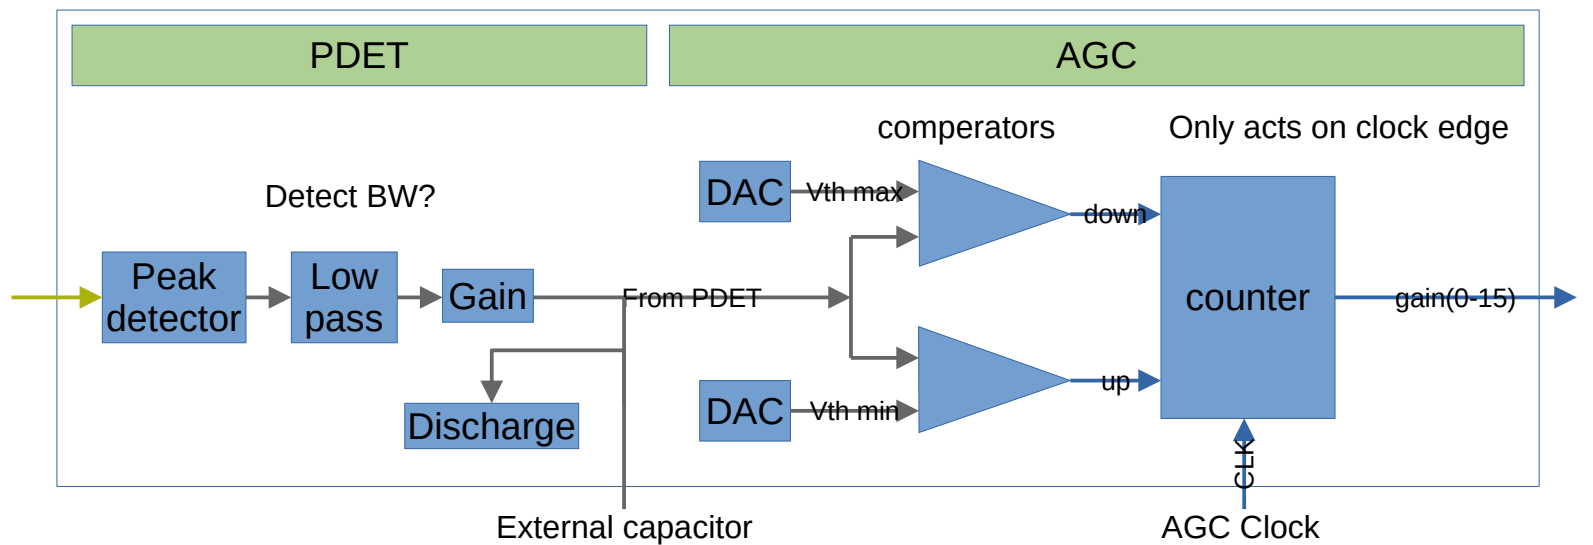 PDET
AGC
comperators
Only acts on clock edge
Detect BW?
DAC
Vth max
down
Peak
detector
Low
pass
Gain
From PDET
counter
gain(0-15)
Discharge
DAC
Vth min
up
CLK
External capacitor
AGC Clock